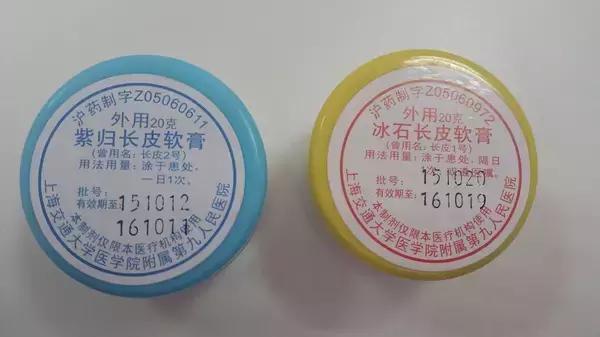 沪药制字Z05060611
外用20克
紫归长皮软膏
(曾用名：长皮2号)
用法用量：涂于患处，
一日1次。
批号：151012
有效期至：161011
本制剂仅限本医疗机构使用
上海交通大学医学院附属第九人民医院
沪药制字Z05060972
外用20克
冰石长皮软膏
(曾用名：长皮1号)
用法用量：涂于患处，隔日
1次，或遵医嘱。
批号：151020
有效期至：161019
本制剂仅限本医疗机构使用
上海交通大学医学院附属第九人民医院